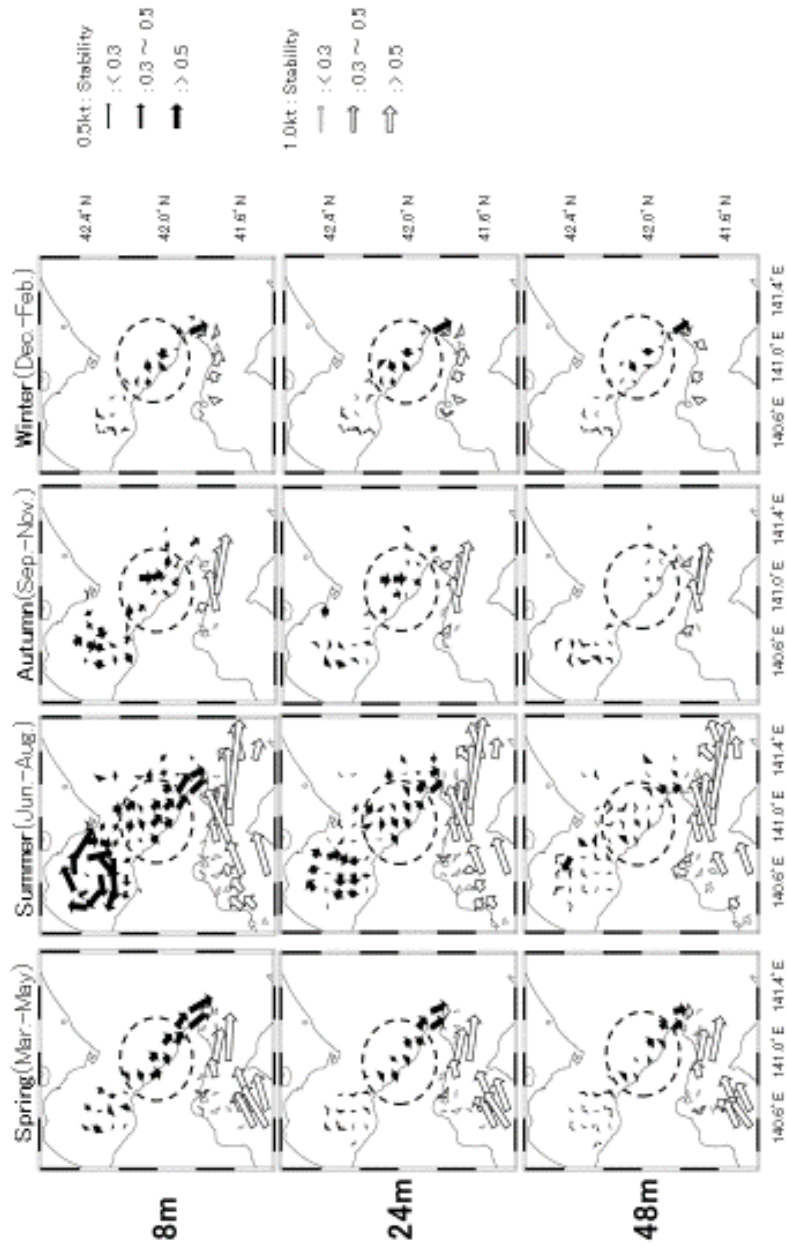 Spring(Mar.-May)
Summer(Jun.-Aug.)
Autumn(Sep.-Nov.)
Winter(Dec.-Feb.)
8m
42.4°N
42.0°N
41.6°N
24m
42.4°N
42.0°N
41.6°N
48m
42.4°N
42.0°N
41.6°N
140.6°E 141.0°E 141.4°E
140.6°E 141.0°E 141.4°E
140.6°E 141.0°E 141.4°E
140.6°E 141.0°E 141.4°E
0.5kt : Stability
: < 0.3
: 0.3 ~ 0.5
: > 0.5
1.0kt : Stability
: < 0.3
: 0.3 ~ 0.5
: > 0.5